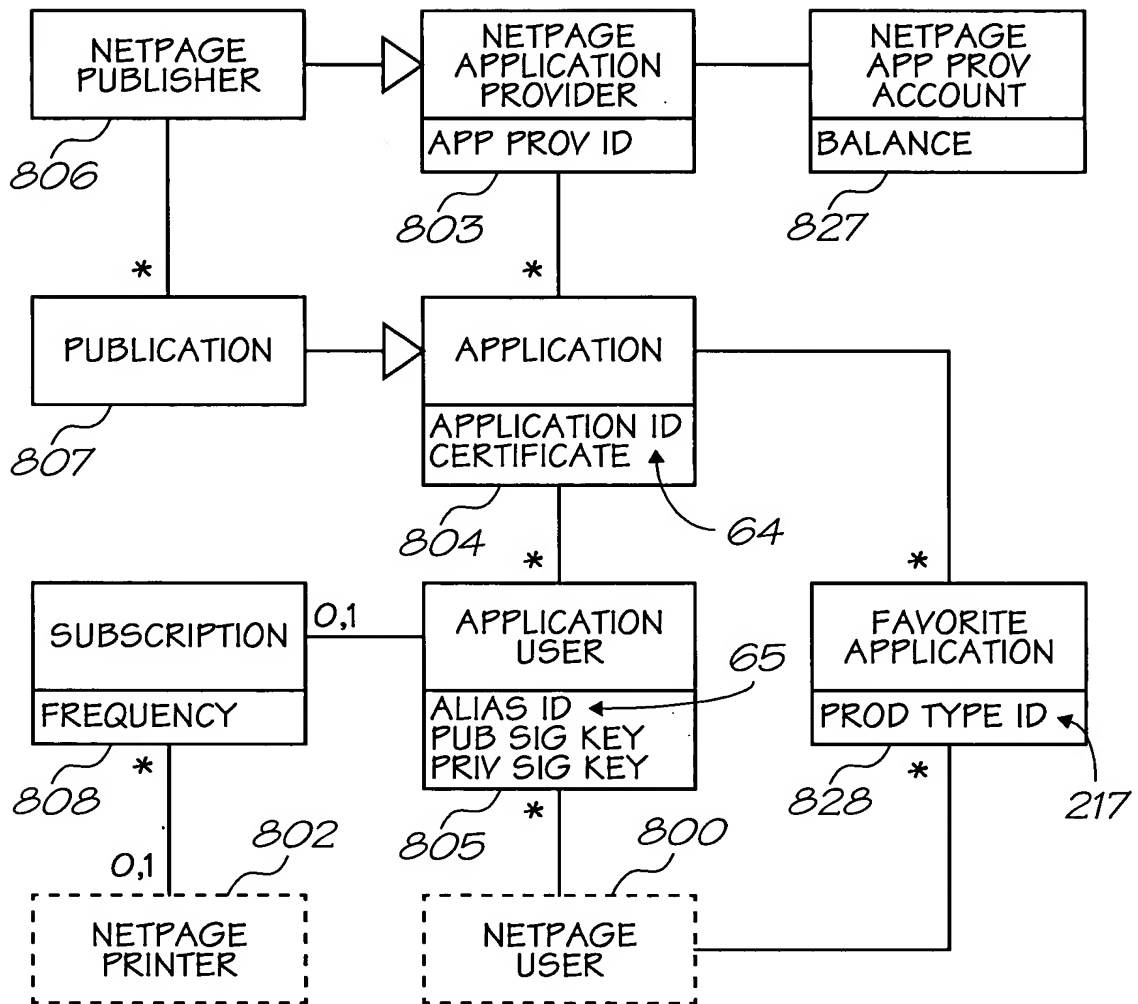 NETPAGE
PUBLISHER
NETPAGE
APPLICATION
PROVIDER
APP PROV ID
NETPAGE
APP PROV
ACCOUNT
BALANCE
806
803
827
*
*
PUBLICATION
APPLICATION
APPLICATION ID
CERTIFICATE
807
804
64
*
*
SUBSCRIPTION
FREQUENCY
0,1
APPLICATION
USER
ALIAS ID
PUB SIG KEY
PRIV SIG KEY
65
FAVORITE
APPLICATION
PROD TYPE ID
*
808
*
805
*
828
217
0,1
802
800
NETPAGE
PRINTER
NETPAGE
USER